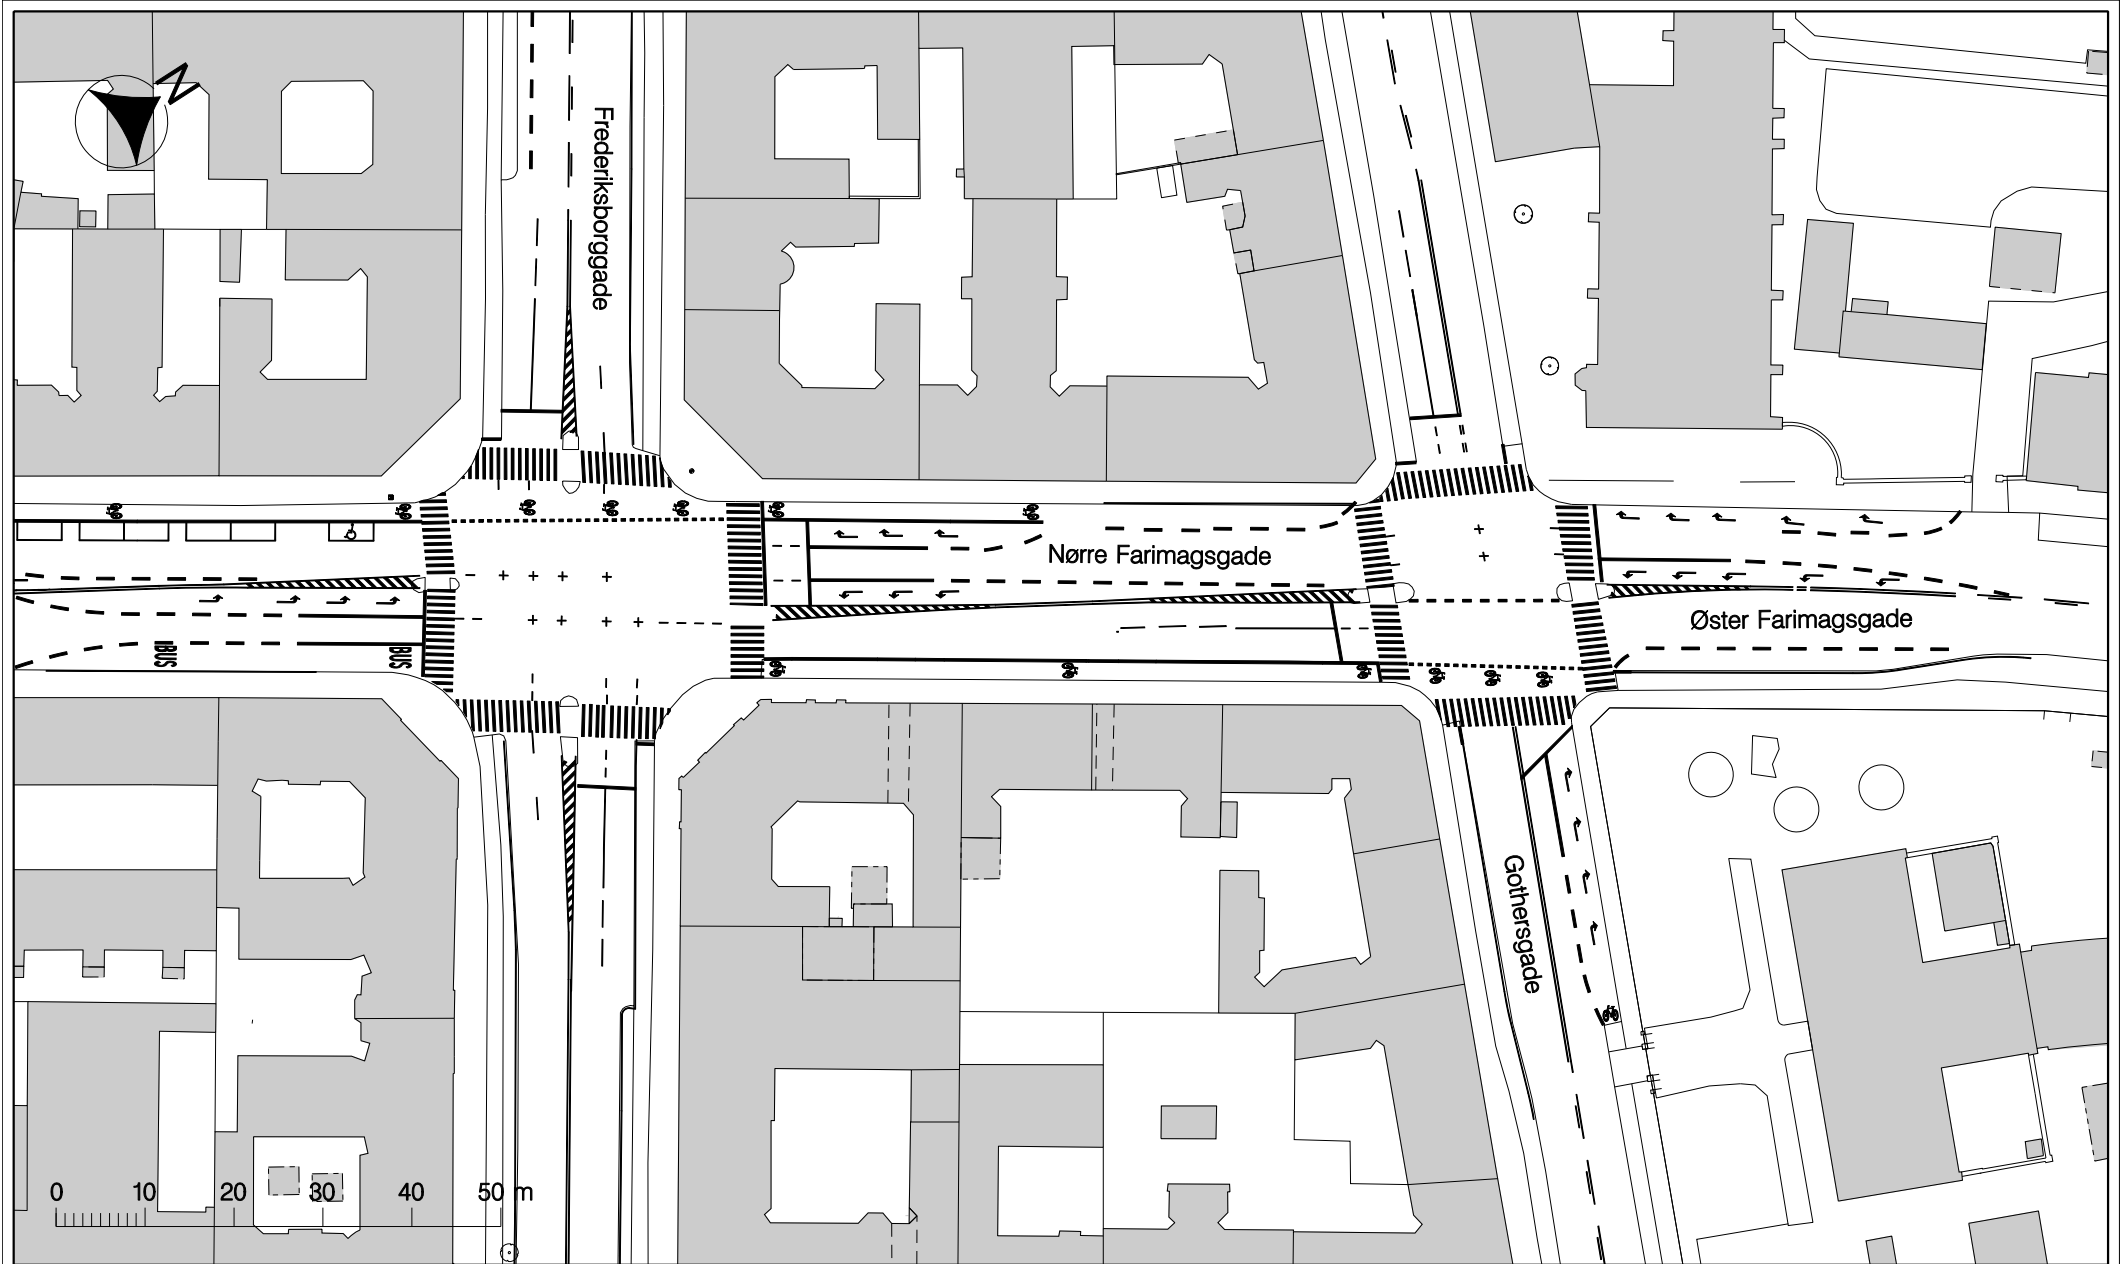 N
Frederiksborggade
Nørre Farimagsgade
Øster Farimagsgade
BUS
BUS
Gothersgade
0 10 20 30 40 50 m